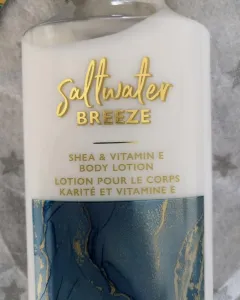 Saltwater
BREEZE
SHEA & VITAMIN E
BODY LOTION
LOTION POUR LE CORPS
KARITÉ ET VITAMINE E